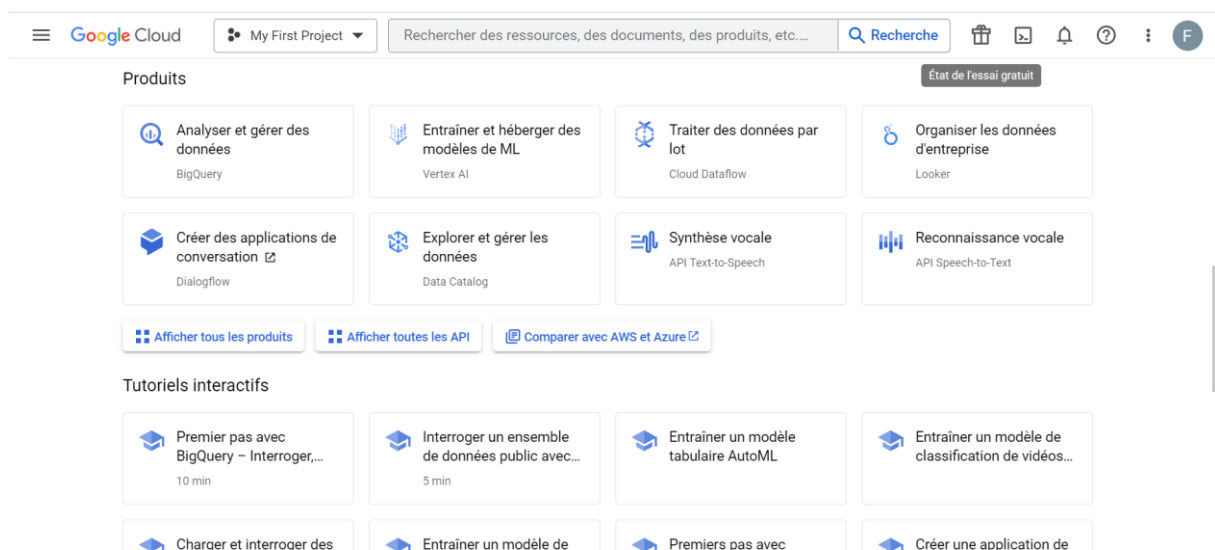 Google Cloud
My First Project
Rechercher des ressources, des documents, des produits, etc....
Recherche
F
État de l'essai gratuit
Produits
Analyser et gérer des
données
BigQuery
Entraîner et héberger des
modèles de ML
Vertex AI
Traiter des données par
lot
Cloud Dataflow
Organiser les données
d'entreprise
Looker
Créer des applications de
conversation
Dialogflow
Explorer et gérer les
données
Data Catalog
Synthèse vocale
API Text-to-Speech
Reconnaissance vocale
API Speech-to-Text
Afficher tous les produits
Afficher toutes les API
Comparer avec AWS et Azure
Tutoriels interactifs
Premier pas avec
BigQuery – Interroger,...
10 min
Interroger un ensemble
de données public avec...
5 min
Entraîner un modèle
tabulaire AutoML
Entraîner un modèle de
classification de vidéos...
Charger et interroger des
Entraîner un modèle de
Premiers pas avec
Créer une application de